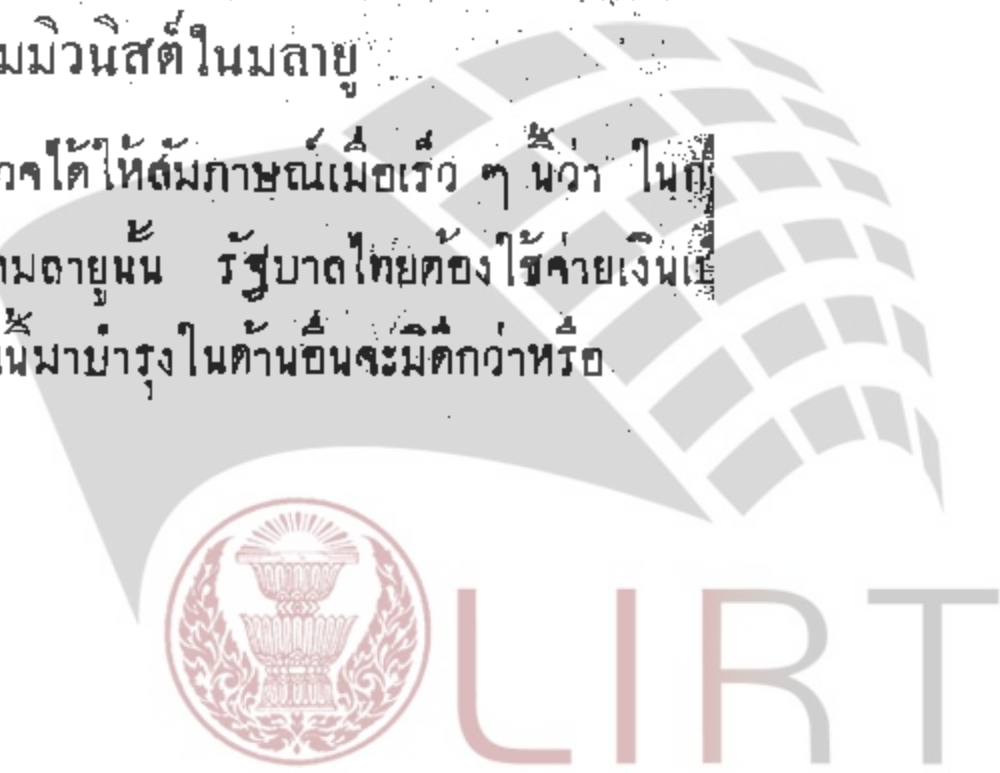 มมิวนิสต์ในมลายู
วจได้ให้สัมภาษณ์เมื่อเร็ว ๆ นี้ว่า ในก
ามลายูนั้น รัฐบาลไทยต้องใช้จ่ายเงินเป็
นนี้มาบำรุงในด้านอื่นจะมิดีกว่าหรือ
LIRT